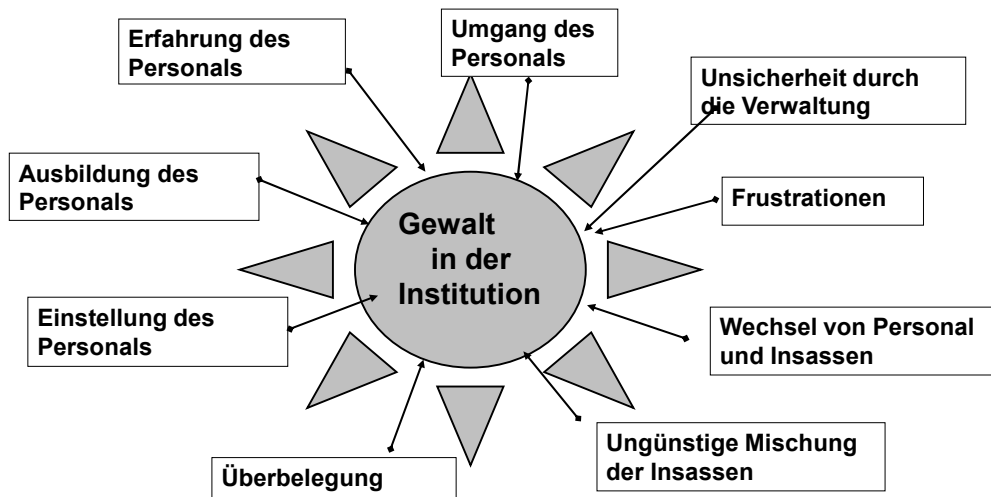 Erfahrung des
Personals
Umgang des
Personals
Unsicherheit durch
die Verwaltung
Ausbildung des
Personals
Frustrationen
Gewalt
in der
Institution
Einstellung des
Personals
Wechsel von Personal
und Insassen
Überbelegung
Ungünstige Mischung
der Insassen